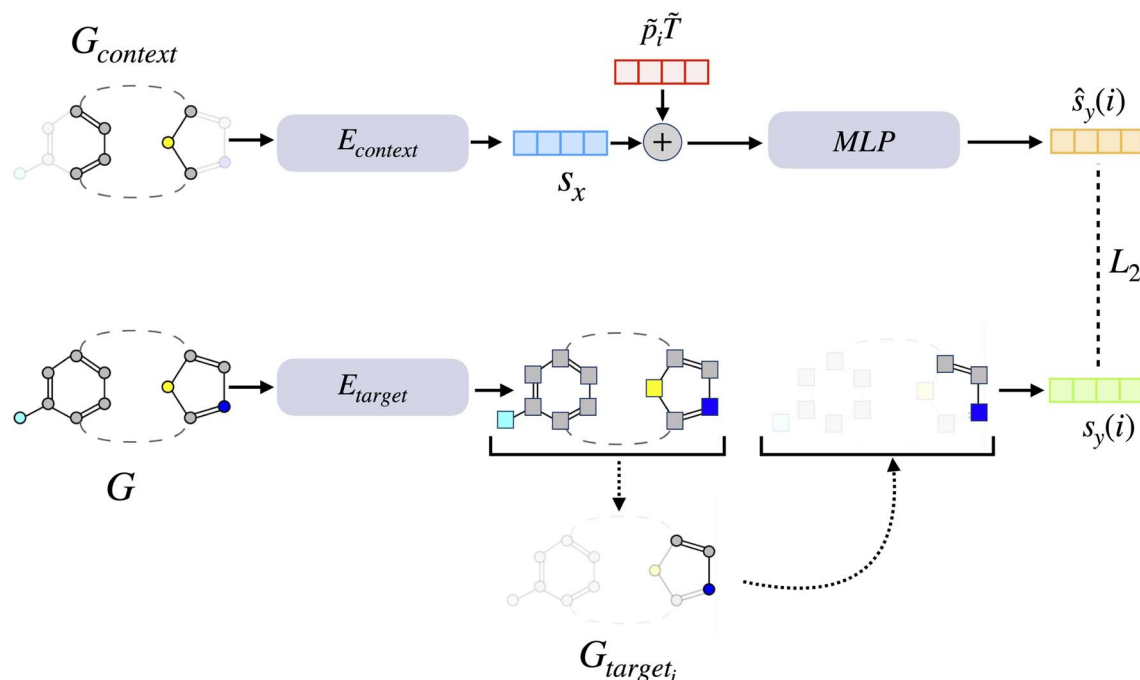 G_context
p̃_i T̃
E_context
s_x
+
MLP
ŝ_y(i)
L_2
G
E_target
s_y(i)
G_target_i